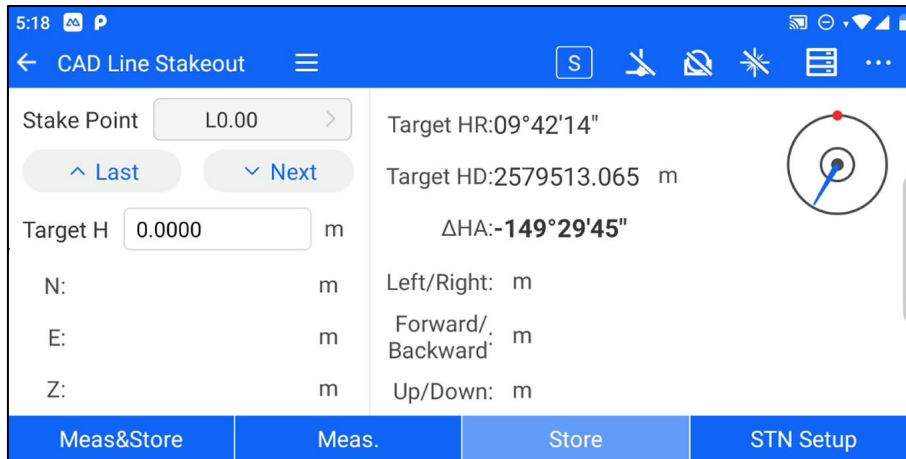 5:18
CAD Line Stakeout
S
Stake Point L0.00
Last Next
Target H 0.0000 m
N: m
E: m
Z: m
Target HR:09°42'14"
Target HD:2579513.065 m
ΔHA:-149°29'45"
Left/Right: m
Forward/
Backward: m
Up/Down: m
Meas&Store Meas. Store STN Setup